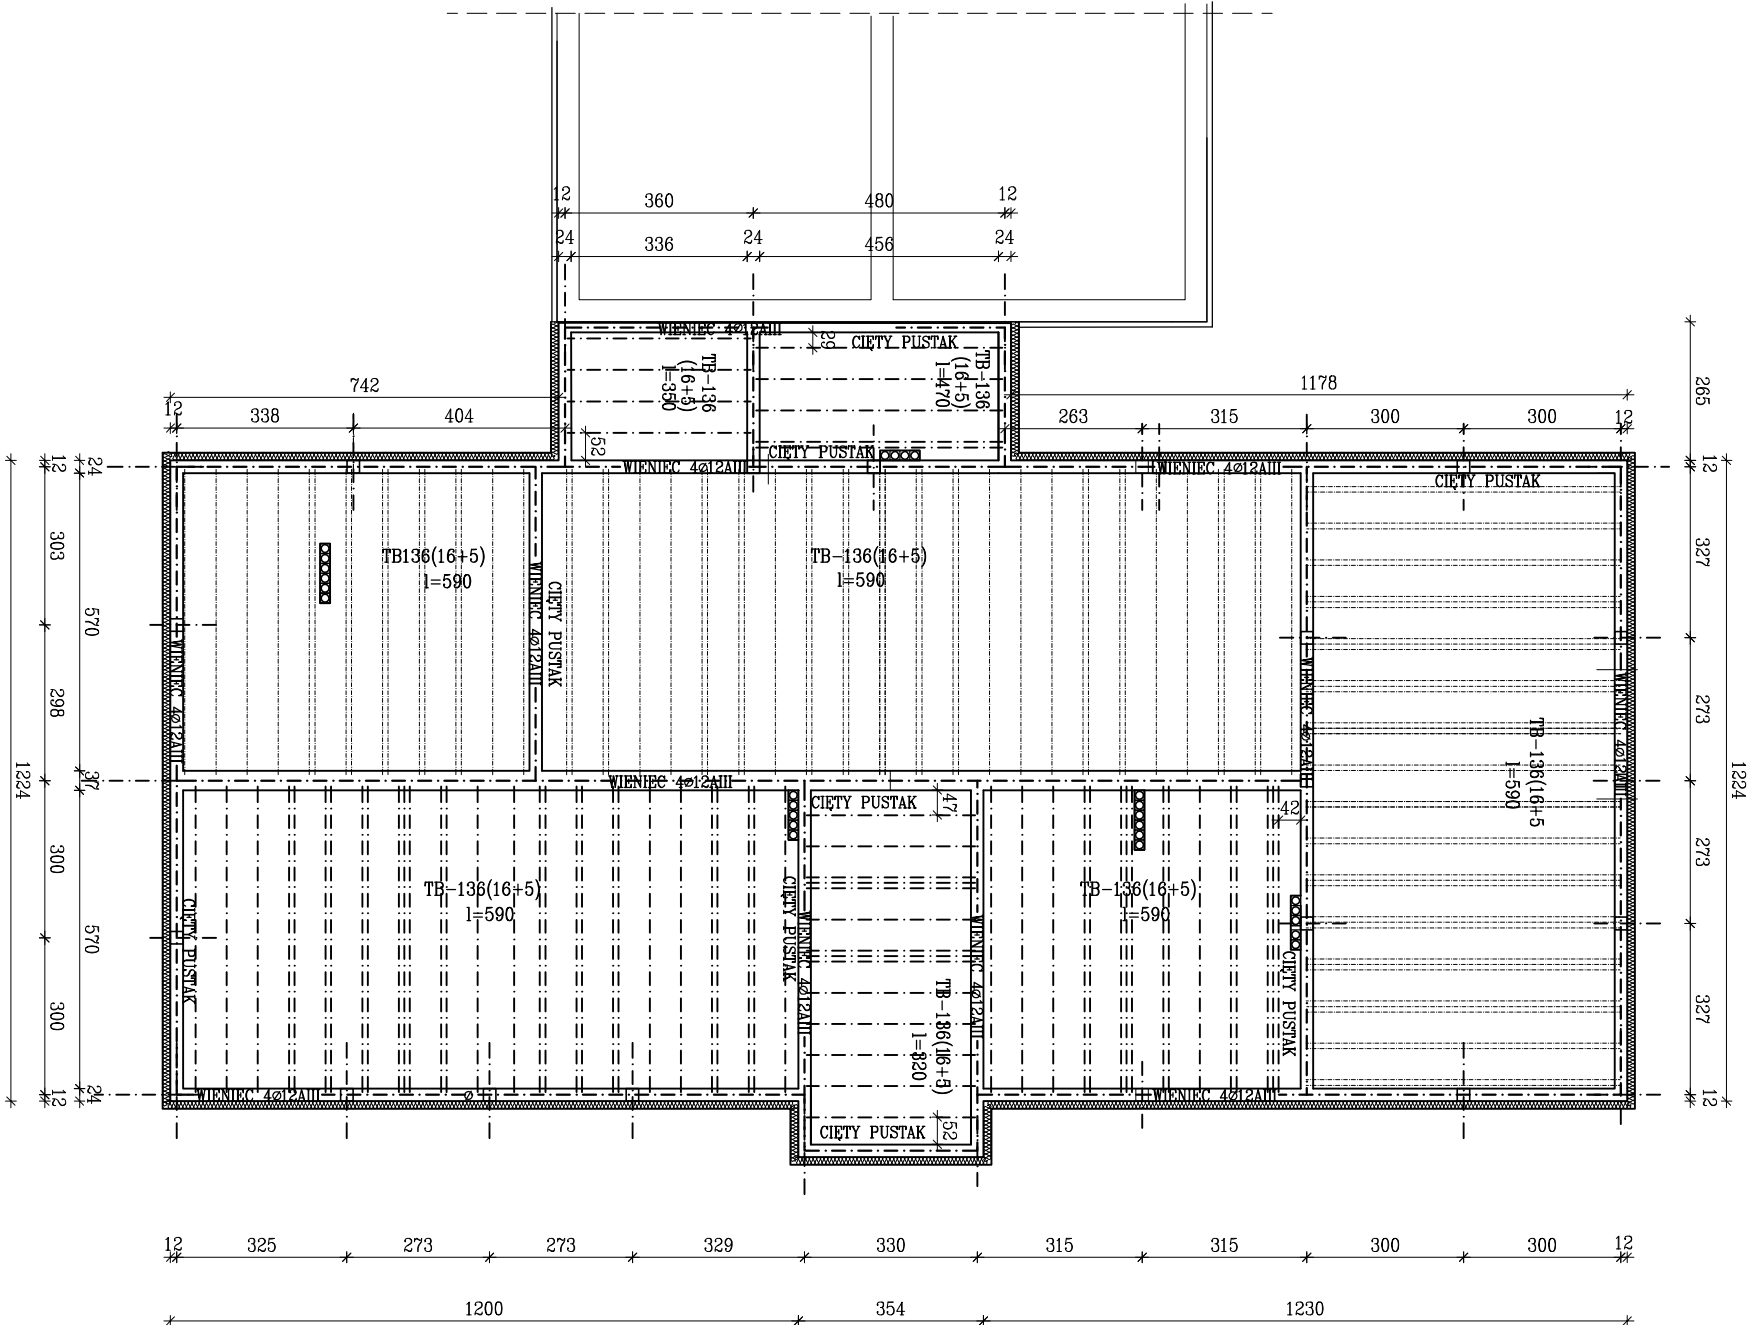 12 360 480 12
24 336 24 456 24
WIENIEC 4ø12AIII
29
CIĘTY PUSTAK
TB-136
(16+5)
l=350
TB-136
(16+5)
l=470
742
1178
265
12 338 404
263 315 300 300 12
52
CIĘTY PUSTAK
WIENIEC 4ø12AIII
WIENIEC 4ø12AIII
CIĘTY PUSTAK
12
24
12
303
327
TB136(16+5)
l=590
TB-136(16+5)
l=590
WIENIEC 4ø12AIII
CIĘTY PUSTAK
570
WIENIEC 4ø12AIII
WIENIEC 4ø12AIII
WIENIEC 4ø12AIII
298
273
1224
37
1224
TB-136(16+5
l=590
WIENIEC 4ø12AIII
CIĘTY PUSTAK
47
42
300
273
TB-136(16+5)
l=590
TB-136(16+5)
l=590
CIĘTY PUSTAK
CIĘTY PUSTAK
WIENIEC 4ø12AIII
WIENIEC 4ø12AIII
CIĘTY PUSTAK
570
300
327
TB-136(16+5)
l=320
12
24
12
WIENIEC 4ø12AIII
ø
WIENIEC 4ø12AIII
CIĘTY PUSTAK
52
12 325 273 273 329 330 315 315 300 300 12
1200 354 1230